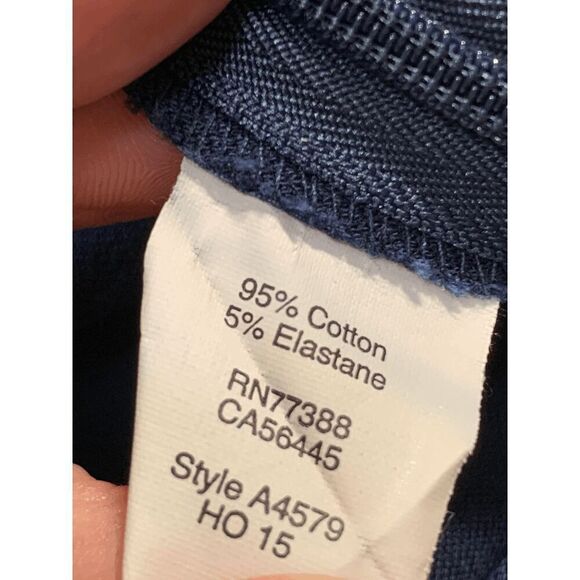 95% Cotton
5% Elastane
RN77388
CA56445
Style A4579
HO 15